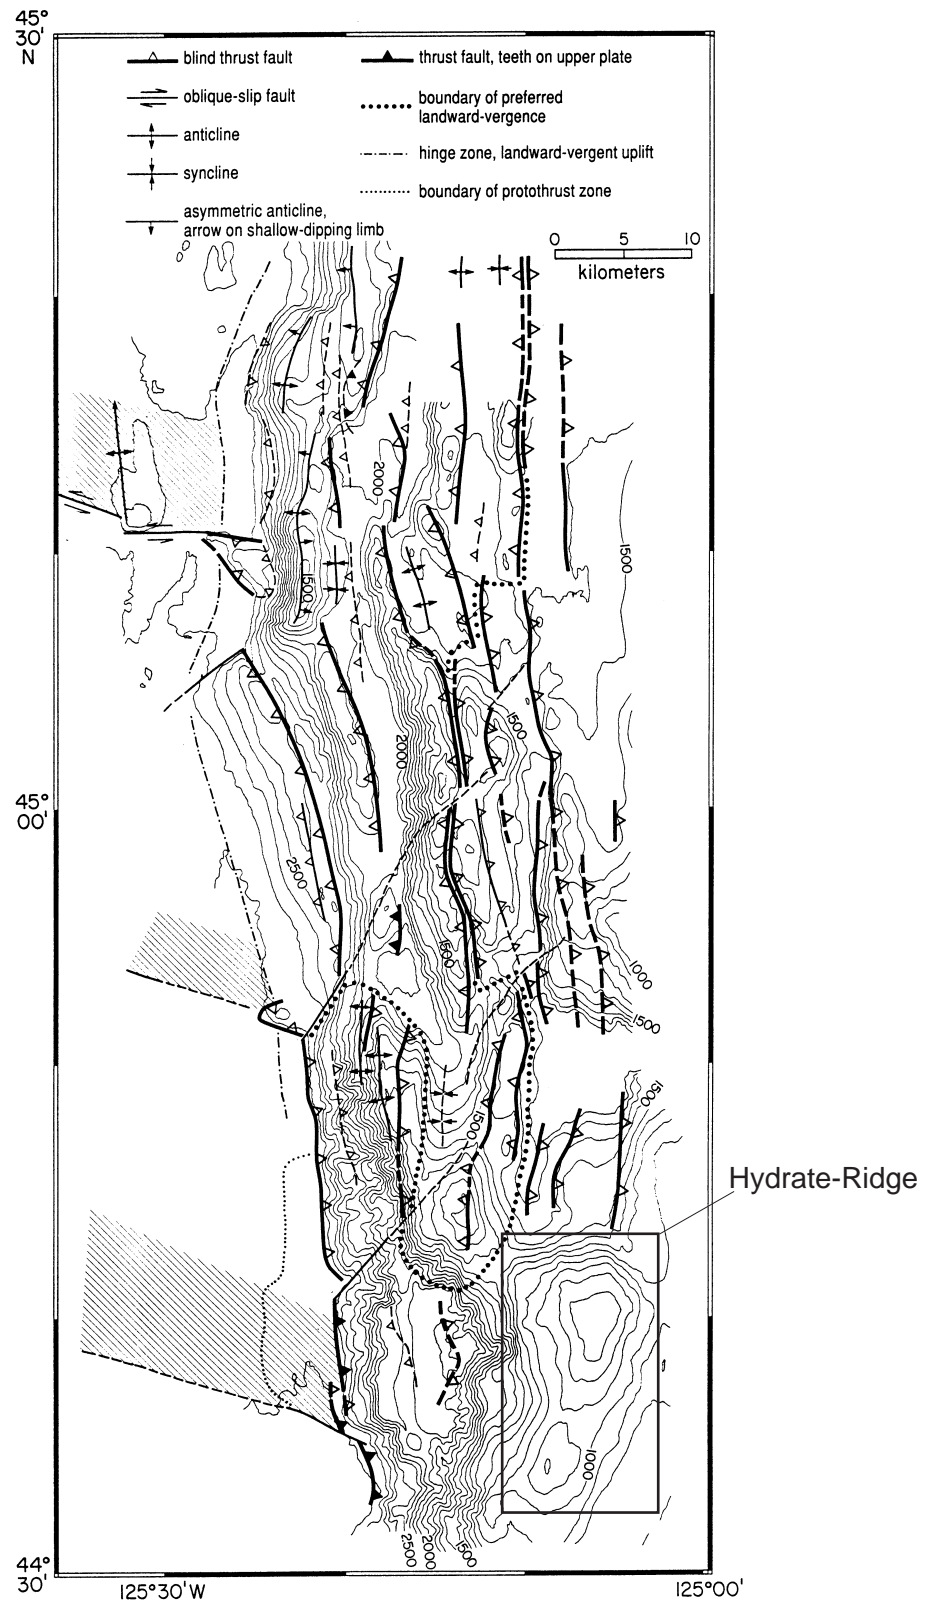 45°
30'
N
blind thrust fault
thrust fault, teeth on upper plate
oblique-slip fault
boundary of preferred
landward-vergence
anticline
hinge zone, landward-vergent uplift
syncline
boundary of protothrust zone
asymmetric anticline,
arrow on shallow-dipping limb
0 5 10
kilometers
2000
1500
1500
1500
2000
45°
00'
2500
1500
1000
1500
1500
1500
Hydrate-Ridge
1000
2500
2000
1500
44°
30'
125°30'W
125°00'